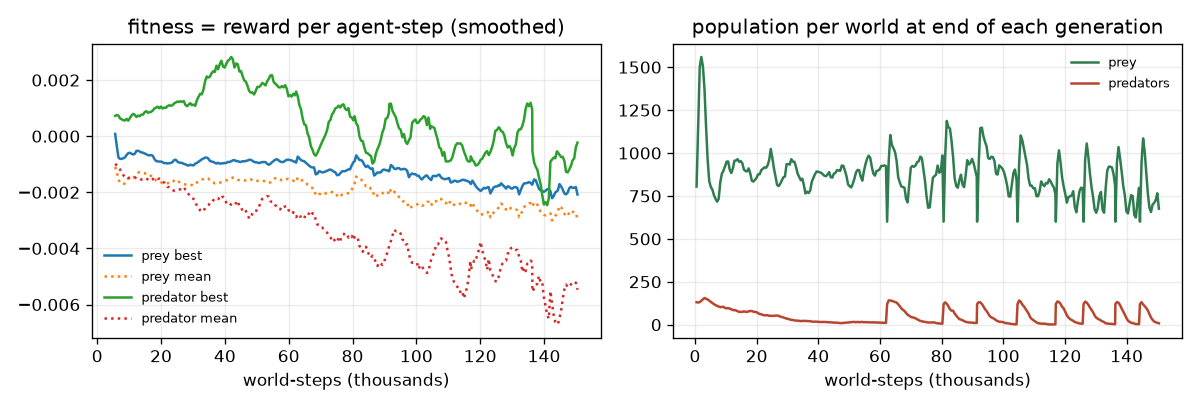 fitness = reward per agent-step (smoothed)
0.002
0.000
−0.002
−0.004
−0.006
prey best
prey mean
predator best
predator mean
0 20 40 60 80 100 120 140
world-steps (thousands)
population per world at end of each generation
1500
1250
1000
750
500
250
0
prey
predators
0 20 40 60 80 100 120 140
world-steps (thousands)